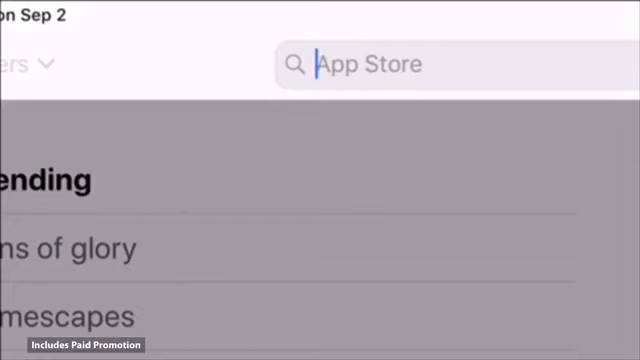 on Sep 2
ers
App Store
ending
ns of glory
mescapes
Includes Paid Promotion